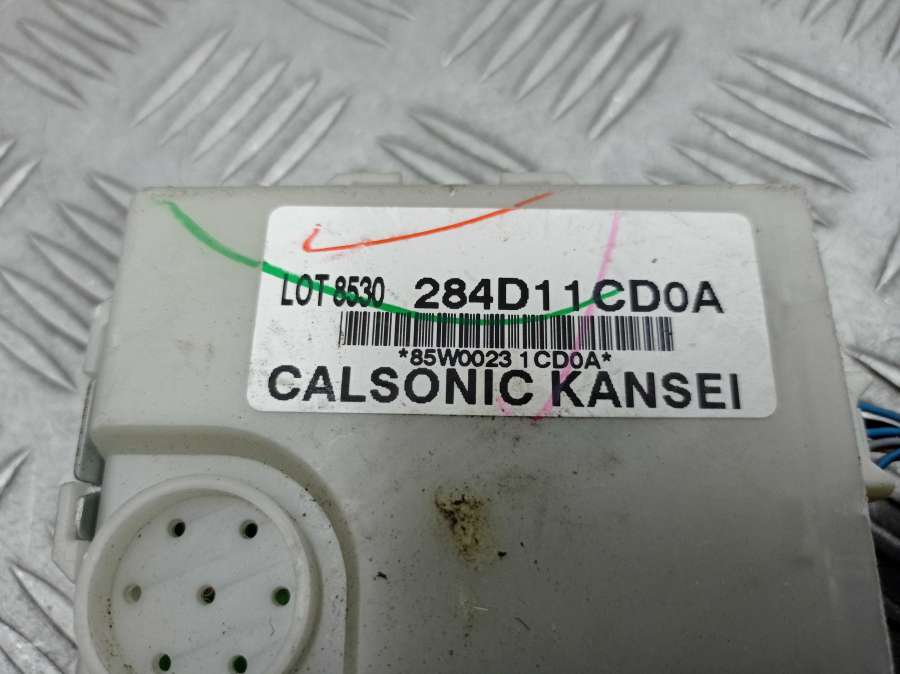 LOT 8530 284D11CD0A
*85W0023 1CD0A*
CALSONIC KANSEI